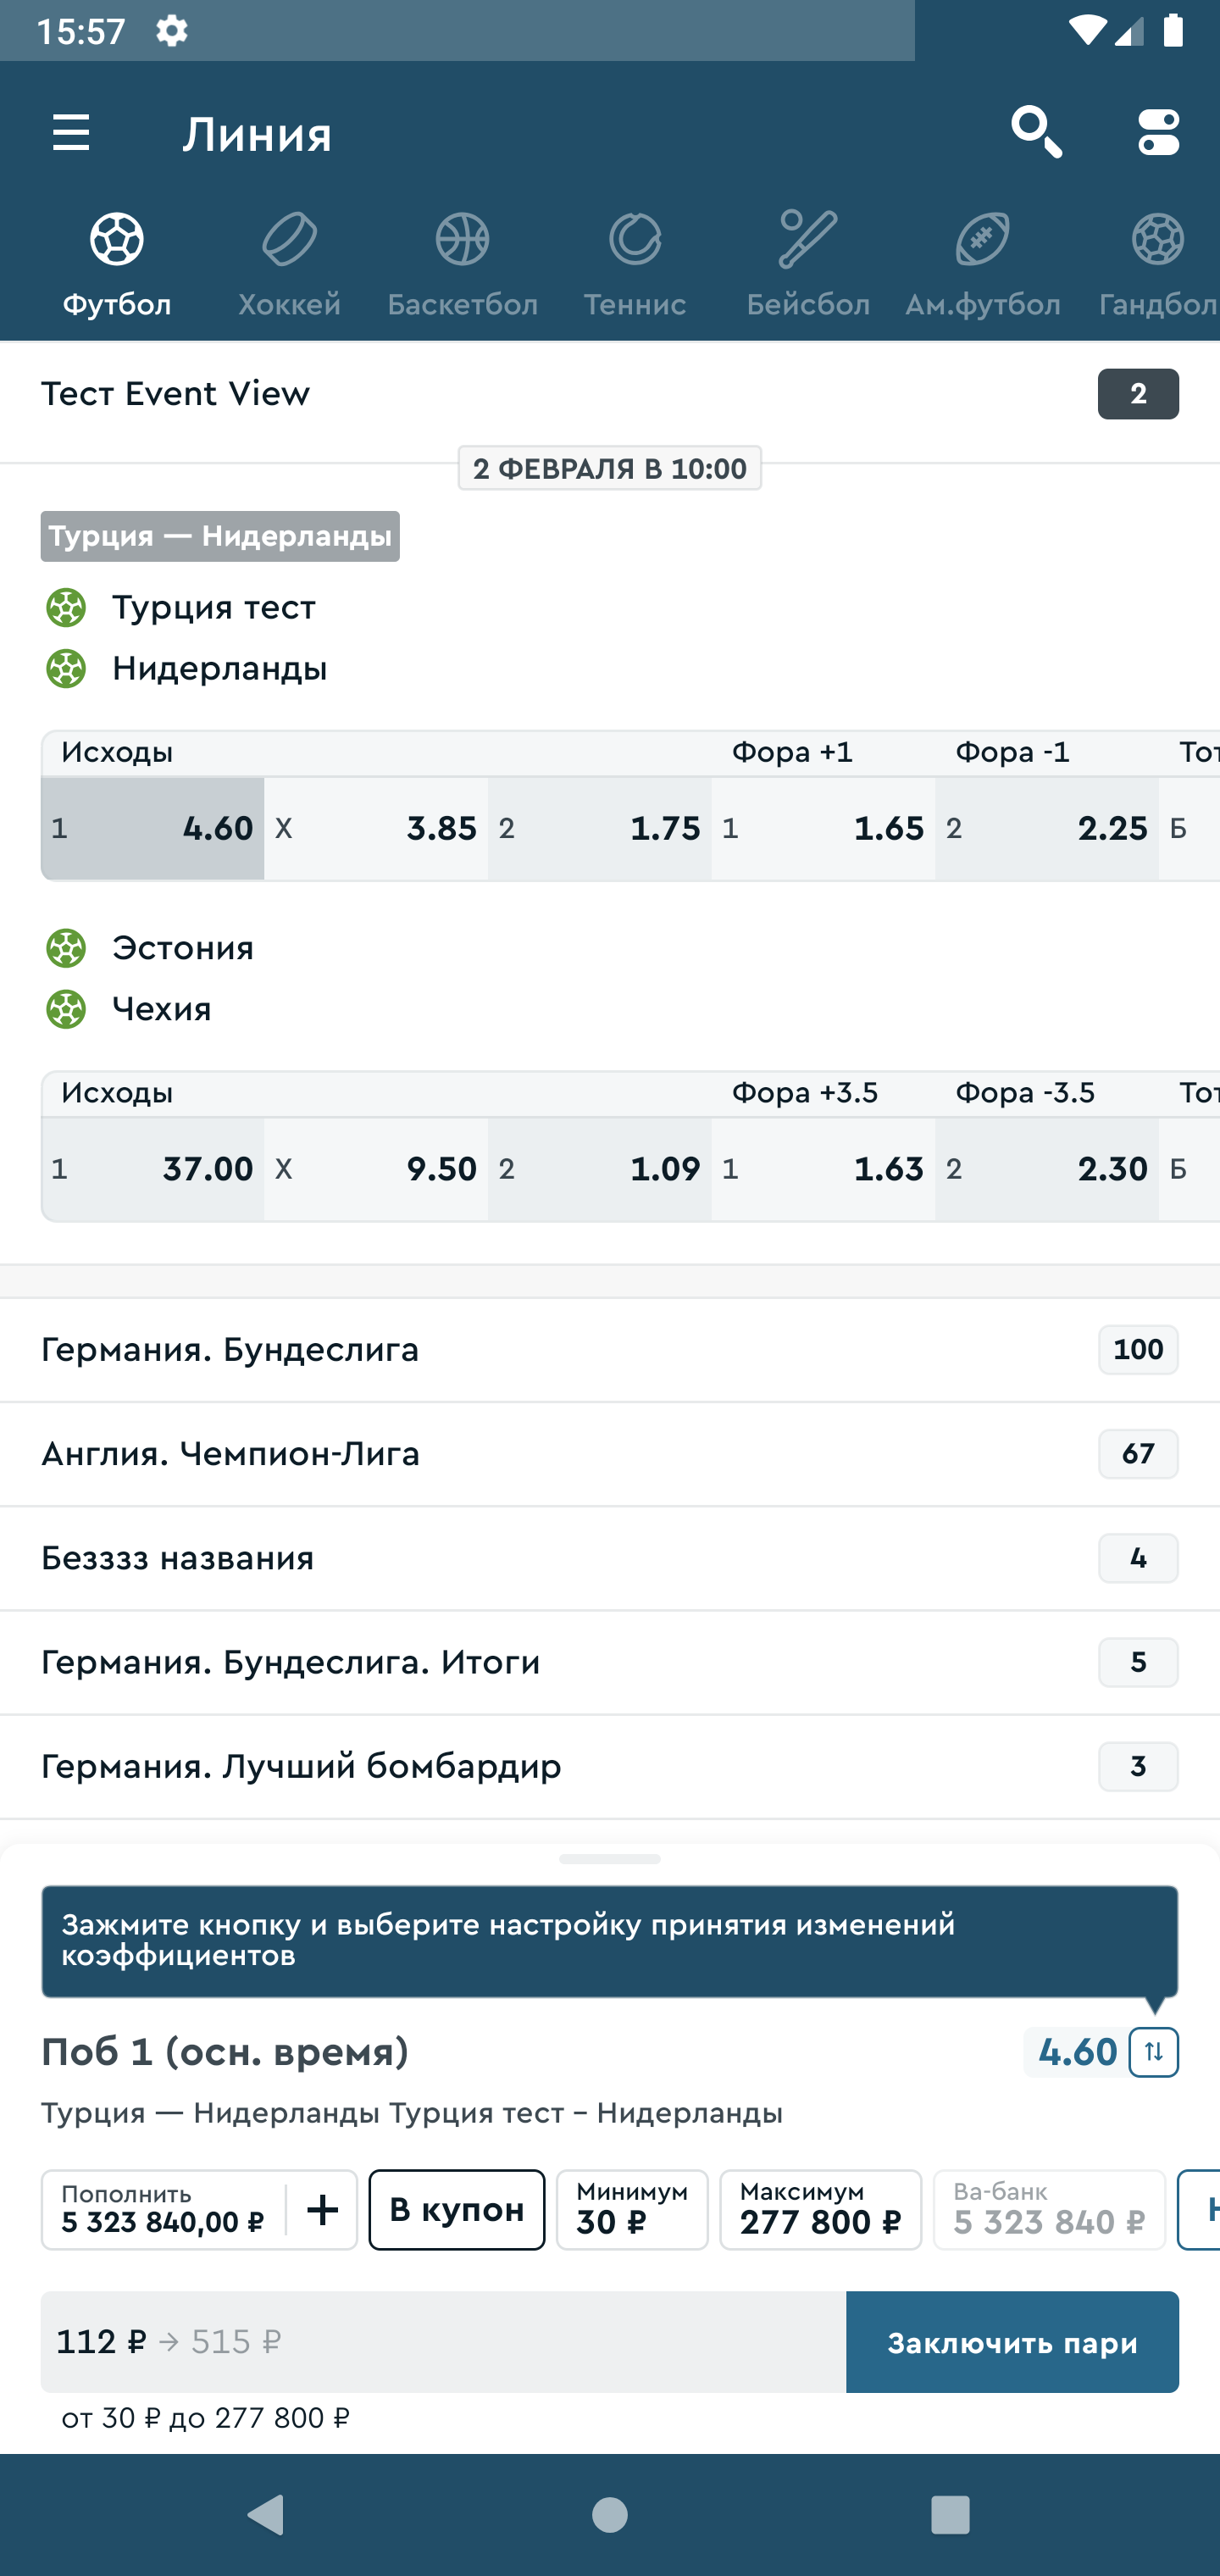 15:57
Линия
Футбол Хоккей Баскетбол Теннис Бейсбол Ам.футбол Гандбол
Тест Event View 2
2 ФЕВРАЛЯ В 10:00
Турция — Нидерланды
Турция тест
Нидерланды
Исходы Фора +1 Фора -1
1 4.60 X 3.85 2 1.75 1 1.65 2 2.25 Б
Эстония
Чехия
Исходы Фора +3.5 Фора -3.5
1 37.00 X 9.50 2 1.09 1 1.63 2 2.30 Б
Германия. Бундеслига 100
Англия. Чемпион-Лига 67
Безззз названия 4
Германия. Бундеслига. Итоги 5
Германия. Лучший бомбардир 3
Зажмите кнопку и выберите настройку принятия изменений
коэффициентов
Поб 1 (осн. время) 4.60
Турция — Нидерланды Турция тест – Нидерланды
Пополнить
5 323 840,00 ₽ +
В купон
Минимум
30 ₽
Максимум
277 800 ₽
Ва-банк
5 323 840 ₽
112 ₽ → 515 ₽
Заключить пари
от 30 ₽ до 277 800 ₽